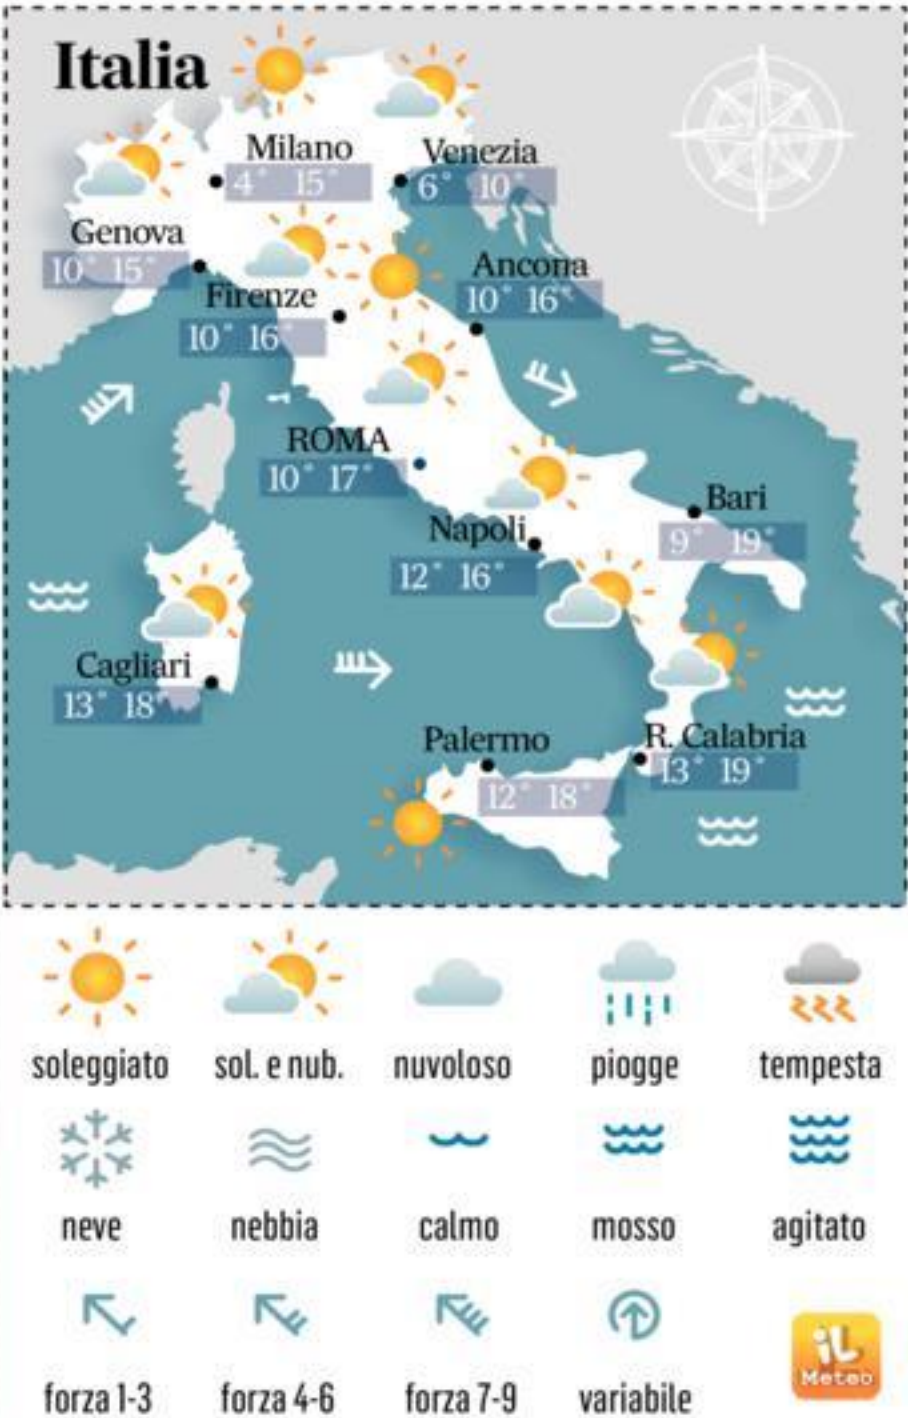 Italia
Milano
4° 15°
Venezia
6° 10°
Genova
10° 15°
Ancona
10° 16°
Firenze
10° 16°
ROMA
10° 17°
Bari
9° 19°
Napoli
12° 16°
Cagliari
13° 18°
Palermo
12° 18°
R. Calabria
13° 19°
soleggiato sol. e nub. nuvoloso piogge tempesta
neve nebbia calmo mosso agitato
forza 1-3 forza 4-6 forza 7-9 variabile
iL
Meteo